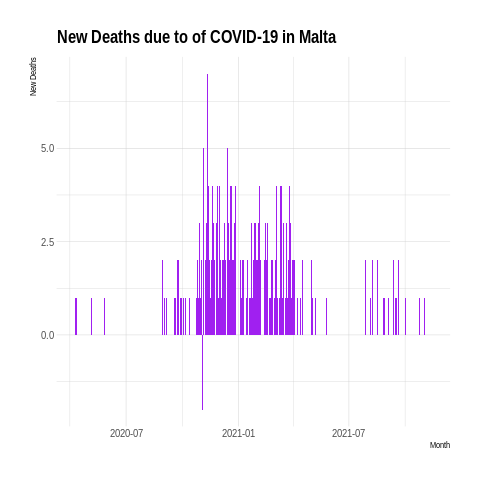 New Deaths due to of COVID-19 in Malta
New Deaths
5.0
2.5
0.0
2020-07
2021-01
2021-07
Month